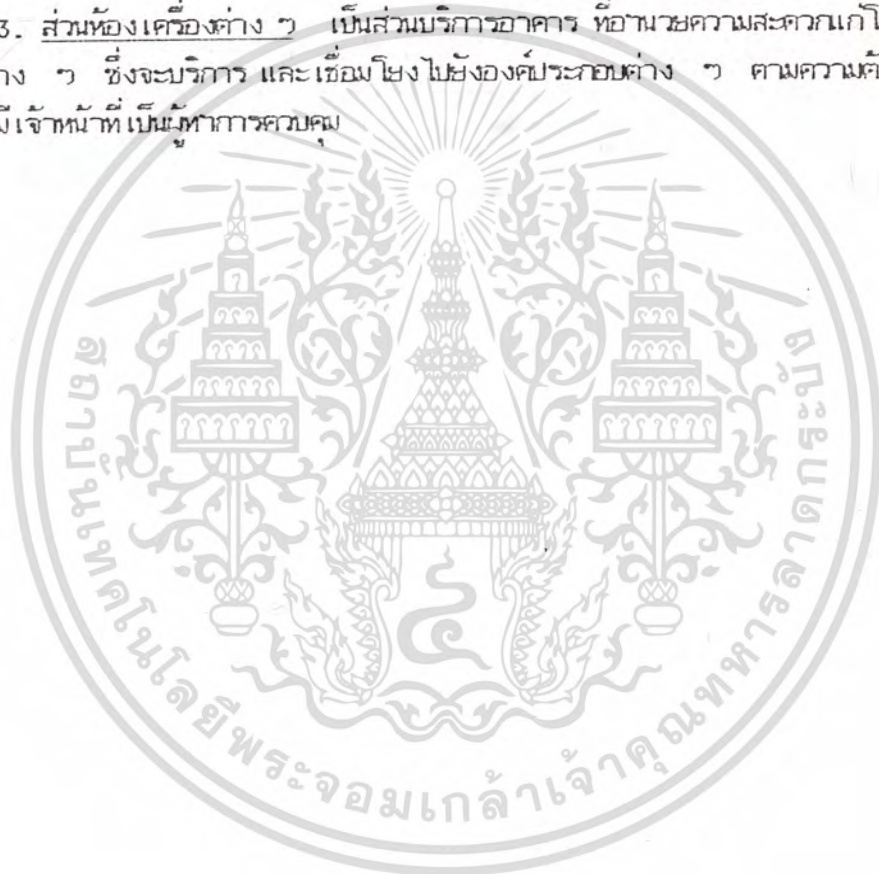 3. ส่วนห้องเครื่องต่าง ๆ เป็นส่วนบริการอาคาร ที่อำนวยความสะดวกแก่โ
าง ๆ ซึ่งจะบริการ และเชื่อมโยงไปยังองค์ประกอบต่าง ๆ ตามความต้
มีเจ้าหน้าที่เป็นผู้ทำการควบคุม
สถาบันเทคโนโลยีพระจอมเกล้าเจ้าคุณทหารลาดกระบัง